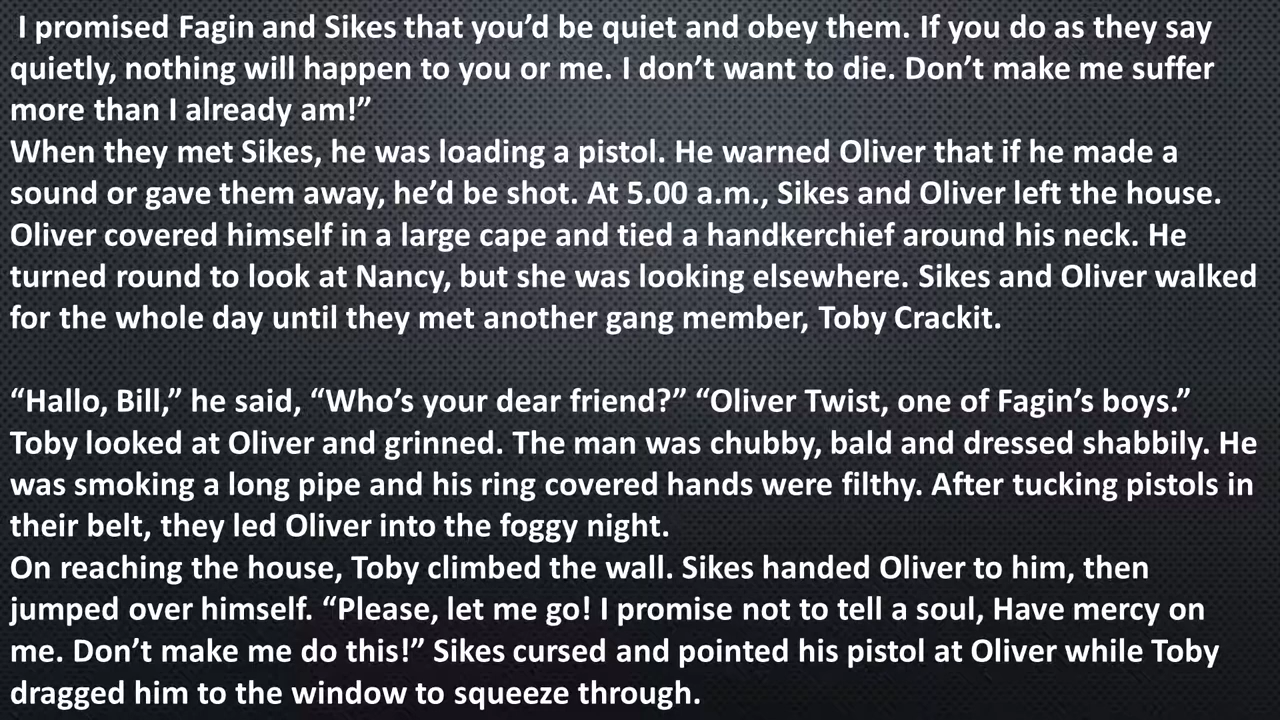 I promised Fagin and Sikes that you’d be quiet and obey them. If you do as they say
quietly, nothing will happen to you or me. I don’t want to die. Don’t make me suffer
more than I already am!”
When they met Sikes, he was loading a pistol. He warned Oliver that if he made a
sound or gave them away, he’d be shot. At 5.00 a.m., Sikes and Oliver left the house.
Oliver covered himself in a large cape and tied a handkerchief around his neck. He
turned round to look at Nancy, but she was looking elsewhere. Sikes and Oliver walked
for the whole day until they met another gang member, Toby Crackit.
“Hallo, Bill,” he said, “Who’s your dear friend?” “Oliver Twist, one of Fagin’s boys.”
Toby looked at Oliver and grinned. The man was chubby, bald and dressed shabbily. He
was smoking a long pipe and his ring covered hands were filthy. After tucking pistols in
their belt, they led Oliver into the foggy night.
On reaching the house, Toby climbed the wall. Sikes handed Oliver to him, then
jumped over himself. “Please, let me go! I promise not to tell a soul, Have mercy on
me. Don’t make me do this!” Sikes cursed and pointed his pistol at Oliver while Toby
dragged him to the window to squeeze through.